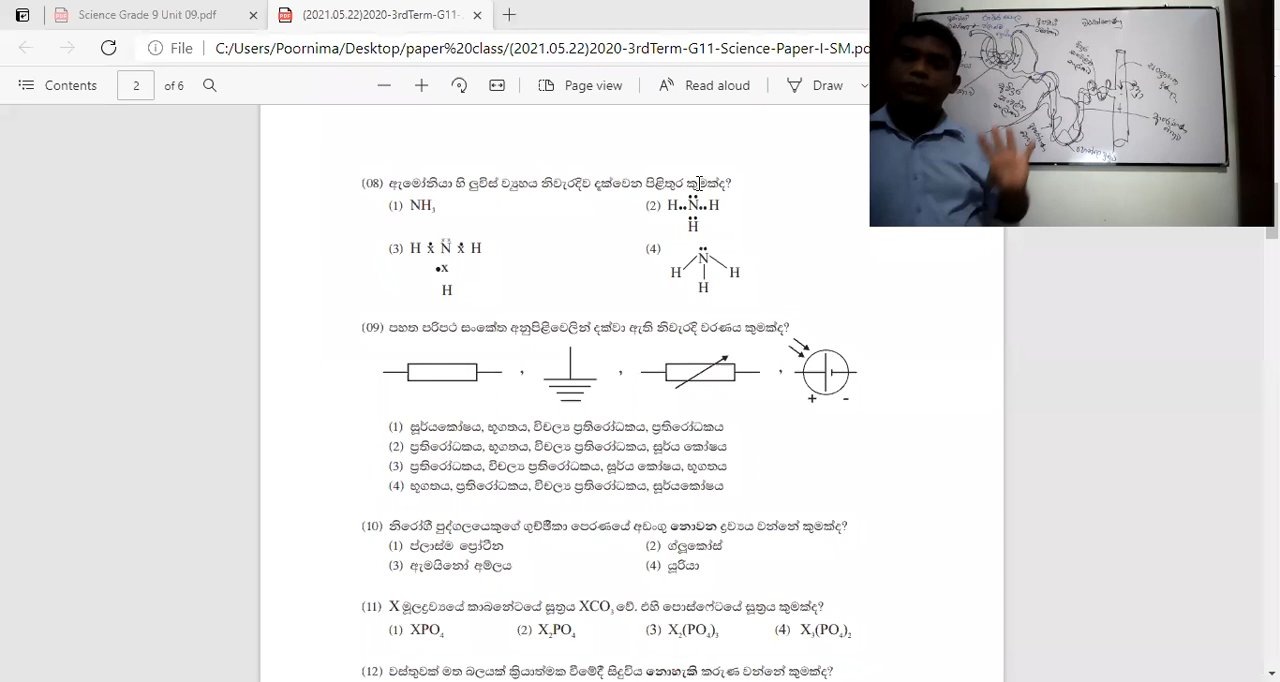 Science Grade 9 Unit 09.pdf
(2021.05.22)2020-3rdTerm-G11-
File C:/Users/Poornima/Desktop/paper%20class/(2021.05.22)2020-3rdTerm-G11-Science-Paper-I-SM.pd
Contents 2 of 6 Page view Read aloud Draw
(08) ඇමෝනියා හි ලුවිස් ව්‍යුහය නිවැරදිව දක්වෙන පිළිතුර කුමක්ද?
(1) NH₃ (2) H••N••H
H
(3) H N H (4) N
x H H
H H
(09) පහත පරිපථ සංකේත අනුපිළිවෙලින් දක්වා ඇති නිවැරදි වරණය කුමක්ද?
, , ,
+ -
(1) සූර්යකෝෂය, භූගතය, විචල්‍ය ප්‍රතිරෝධකය, ප්‍රතිරෝධකය
(2) ප්‍රතිරෝධකය, භූගතය, විචල්‍ය ප්‍රතිරෝධකය, සූර්ය කෝෂය
(3) ප්‍රතිරෝධකය, විචල්‍ය ප්‍රතිරෝධකය, සූර්ය කෝෂය, භූගතය
(4) භූගතය, ප්‍රතිරෝධකය, විචල්‍ය ප්‍රතිරෝධකය, සූර්යකෝෂය
(10) නිරෝගී පුද්ගලයෙකුගේ ගුච්ඡිකා පෙරණයේ අඩංගු නොවන ද්‍රව්‍යය වන්නේ කුමක්ද?
(1) ප්ලාස්ම ප්‍රෝටීන (2) ග්ලූකෝස්
(3) ඇමයිනෝ අම්ලය (4) යූරියා
(11) X මූලද්‍රව්‍යයේ කාබනේටයේ සූත්‍රය XCO₃ වේ. එහි පොස්ෆේටයේ සූත්‍රය කුමක්ද?
(1) XPO₄ (2) X₂PO₄ (3) X₂(PO₄)₃ (4) X₃(PO₄)₂
(12) වස්තුවක් මත බලයක් ක්‍රියාත්මක වීමේදී සිදුවිය නොහැකි කරුණ වන්නේ කුමක්ද?